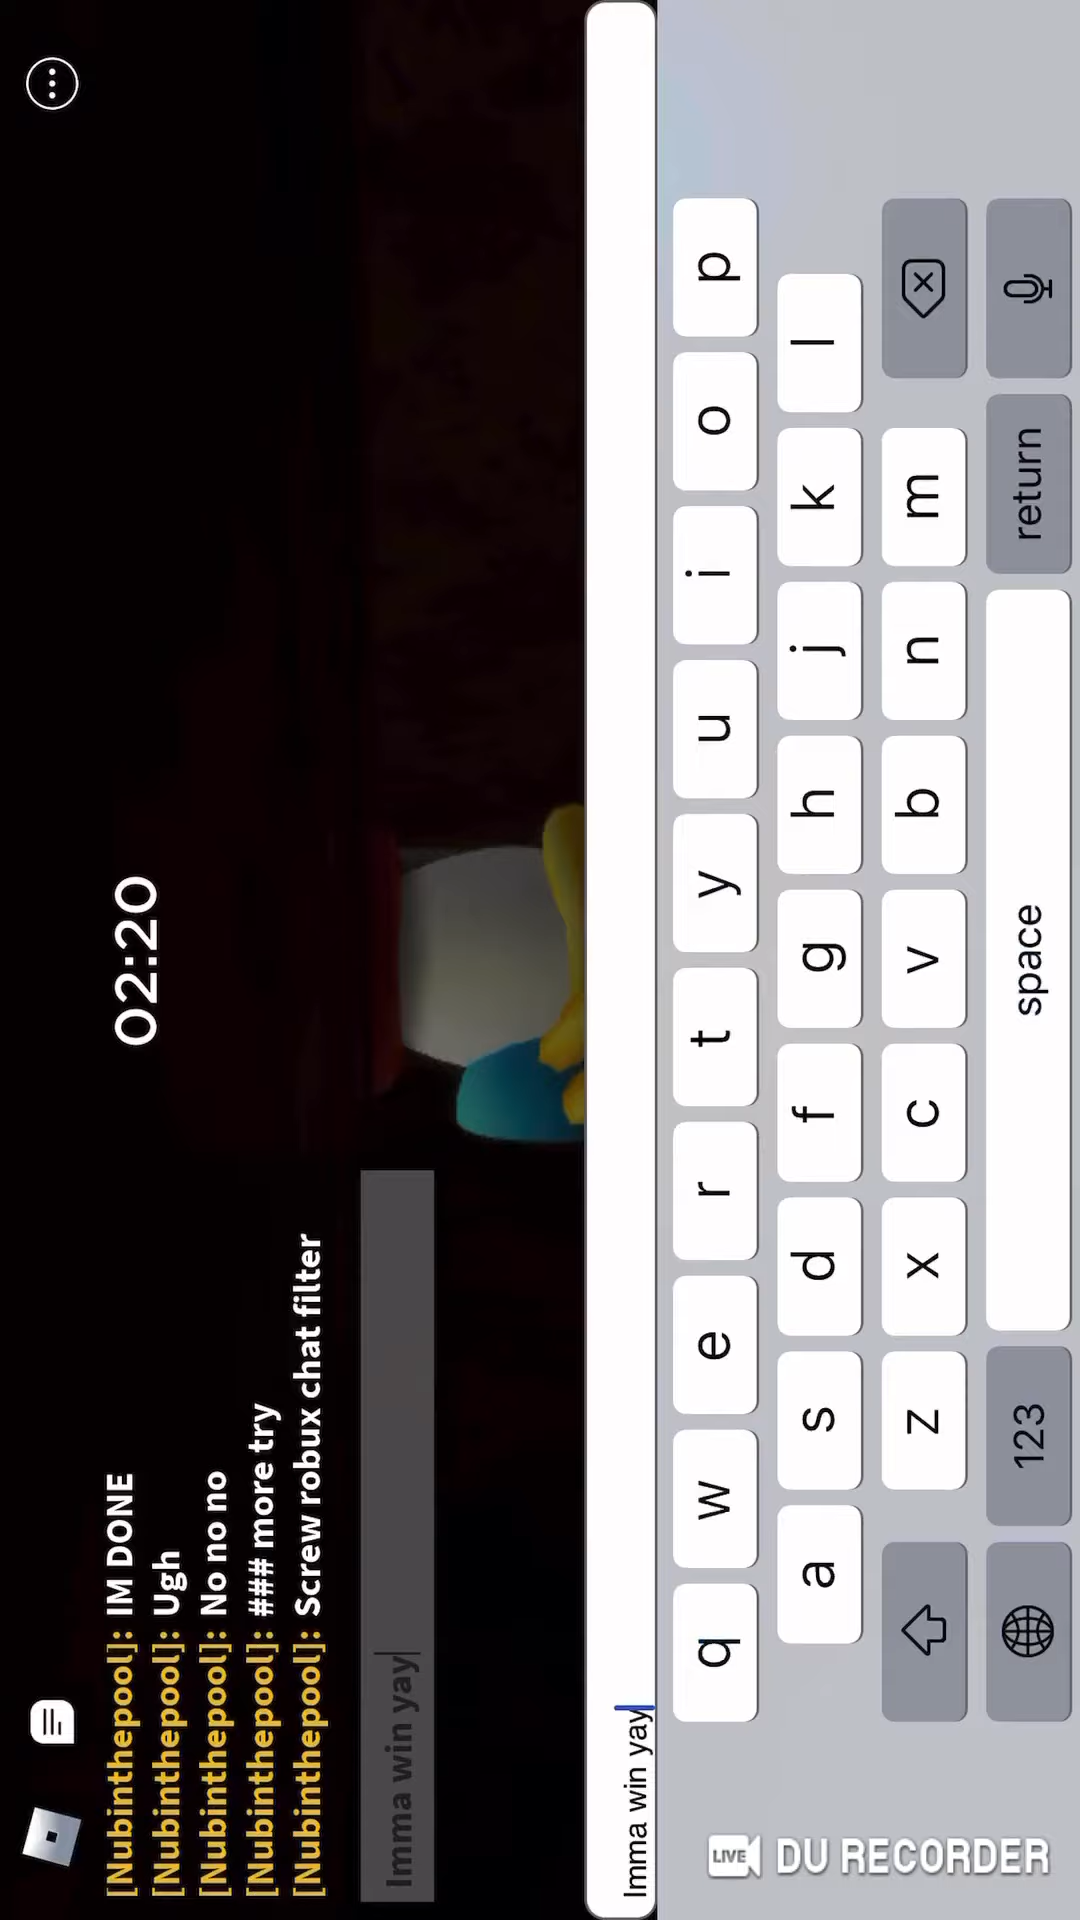 02:20
[Nubinthepool]: IM DONE
[Nubinthepool]: Ugh
[Nubinthepool]: No no no
[Nubinthepool]: ### more try
[Nubinthepool]: Screw robux chat filter
Imma win yay
Imma win yay
q w e r t y u i o p
a s d f g h j k l
z x c v b n m
123 space return
LIVE DU RECORDER